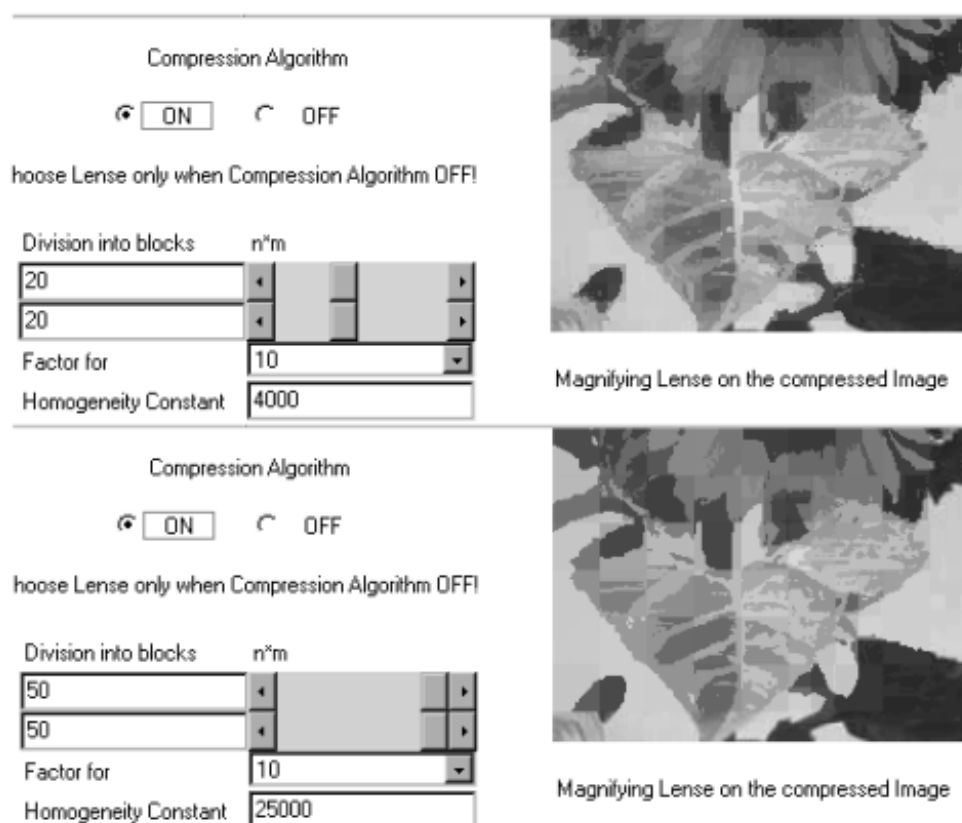 Compression Algorithm
ON OFF
hoose Lense only when Compression Algorithm OFF!
Division into blocks n*m
20
20
Factor for 10
Homogeneity Constant 4000
Magnifying Lense on the compressed Image
Compression Algorithm
ON OFF
hoose Lense only when Compression Algorithm OFF!
Division into blocks n*m
50
50
Factor for 10
Homogeneity Constant 25000
Magnifying Lense on the compressed Image